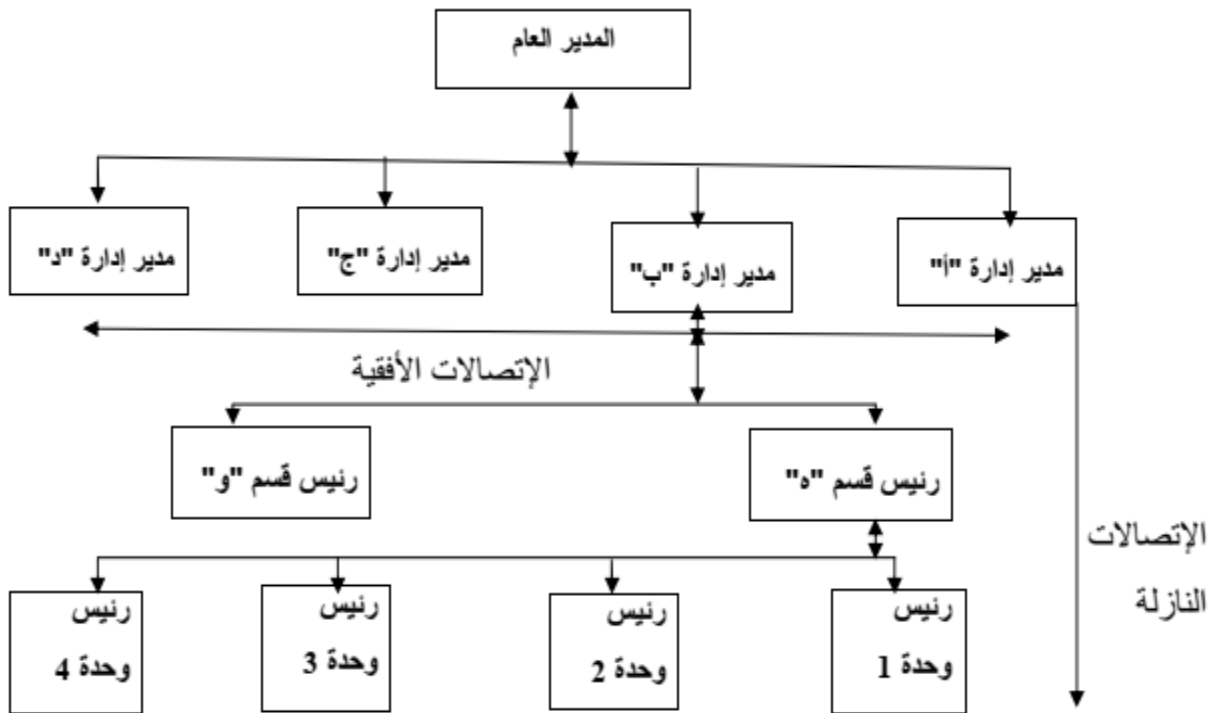 المدير العام
مدير إدارة "أ"
مدير إدارة "ب"
مدير إدارة "ج"
مدير إدارة "د"
الإتصالات الأفقية
رئيس قسم "ه"
رئيس قسم "و"
الإتصالات
النازلة
رئيس
وحدة 1
رئيس
وحدة 2
رئيس
وحدة 3
رئيس
وحدة 4